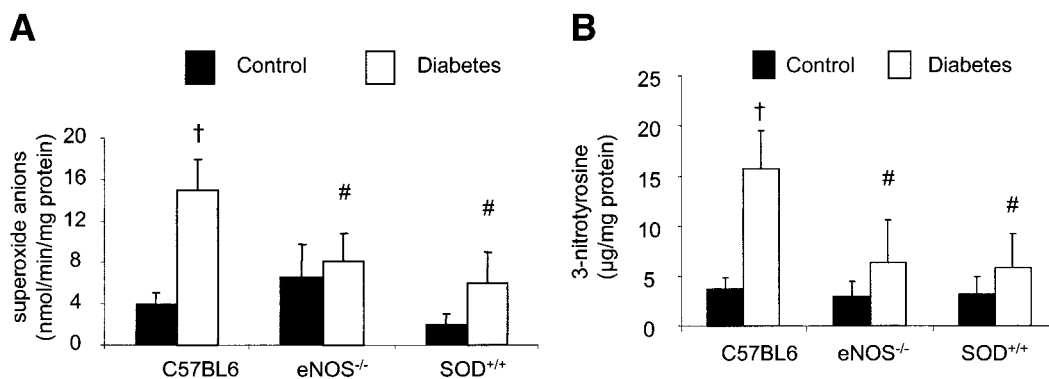 A
Control Diabetes
superoxide anions
(nmol/min/mg protein)
20
16
12
8
4
0
†
#
#
C57BL6 eNOS⁻/⁻ SOD⁺/⁺
B
Control Diabetes
3-nitrotyrosine
(µg/mg protein)
25
20
15
10
5
0
†
#
#
C57BL6 eNOS⁻/⁻ SOD⁺/⁺